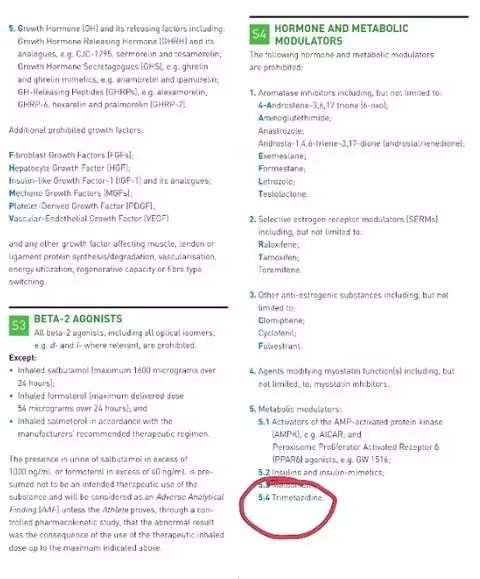 5. Growth Hormone (GH) and its releasing factors including:
Growth Hormone Releasing Hormone (GHRH) and its
analogues, e.g. CJC-1295, sermorelin and tesamorelin;
Growth Hormone Secretagogues (GHS), e.g. ghrelin
and ghrelin mimetics, e.g. anamorelin and ipamorelin;
GH-Releasing Peptides (GHRPs), e.g. alexamorelin,
GHRP-6, hexarelin and pralmorelin (GHRP-2).
Additional prohibited growth factors:
Fibroblast Growth Factors (FGFs);
Hepatocyte Growth Factor (HGF);
Insulin-like Growth Factor-1 (IGF-1) and its analogues;
Mechano Growth Factors (MGFs);
Platelet-Derived Growth Factor (PDGF);
Vascular-Endothelial Growth Factor (VEGF)
and any other growth factor affecting muscle, tendon or
ligament protein synthesis/degradation, vascularisation,
energy utilization, regenerative capacity or fibre type
switching.
S3 BETA-2 AGONISTS
All beta-2 agonists, including all optical isomers,
e.g. d- and l- where relevant, are prohibited.
Except:
• Inhaled salbutamol (maximum 1600 micrograms over
24 hours);
• Inhaled formoterol (maximum delivered dose
54 micrograms over 24 hours); and
• Inhaled salmeterol in accordance with the
manufacturers' recommended therapeutic regimen.
The presence in urine of salbutamol in excess of
1000 ng/mL or formoterol in excess of 40 ng/mL is pre-
sumed not to be an intended therapeutic use of the
substance and will be considered as an Adverse Analytical
Finding (AAF) unless the Athlete proves, through a con-
trolled pharmacokinetic study, that the abnormal result
was the consequence of the use of the therapeutic inhaled
dose up to the maximum indicated above.
S4 HORMONE AND METABOLIC
MODULATORS
The following hormone and metabolic modulators
are prohibited:
1. Aromatase inhibitors including, but not limited to:
4-Androstene-3,6,17 trione (6-oxo);
Aminoglutethimide;
Anastrozole;
Androsta-1,4,6-triene-3,17-dione (androstatrienedione);
Exemestane;
Formestane;
Letrozole;
Testolactone.
2. Selective estrogen receptor modulators (SERMs)
including, but not limited to:
Raloxifene;
Tamoxifen;
Toremifene.
3. Other anti-estrogenic substances including, but not
limited to:
Clomiphene;
Cyclofenil;
Fulvestrant.
4. Agents modifying myostatin function(s) including, but
not limited, to: myostatin inhibitors.
5. Metabolic modulators:
5.1 Activators of the AMP-activated protein kinase
(AMPK), e.g. AICAR; and
Peroxisome Proliferator Activated Receptor δ
(PPARδ) agonists, e.g. GW 1516;
5.2 Insulins and insulin-mimetics;
5.3
5.4 Trimetazidine.